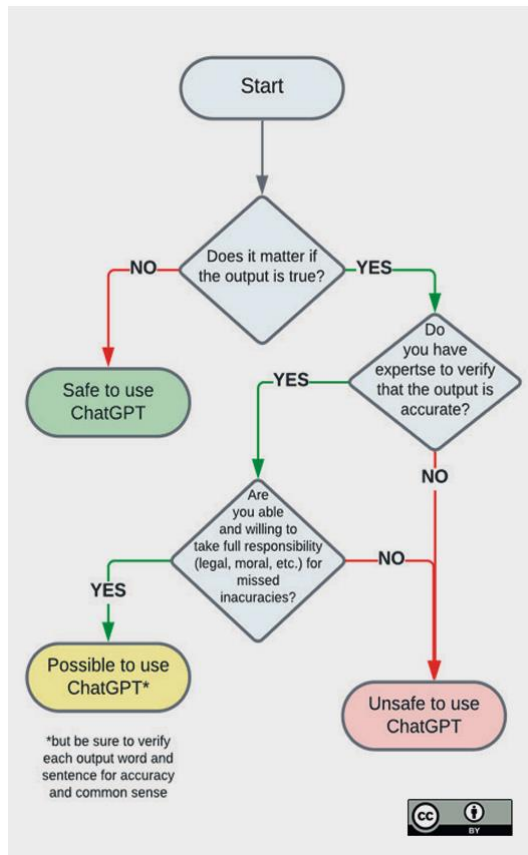 Start
Does it matter if
the output is true?
NO
YES
Safe to use
ChatGPT
Do
you have
expertse to verify
that the output is
accurate?
YES
NO
Are
you able
and willing to
take full responsibility
(legal, moral, etc.) for
missed
inacuracies?
YES
NO
Possible to use
ChatGPT*
*but be sure to verify
each output word and
sentence for accuracy
and common sense
Unsafe to use
ChatGPT
cc
BY